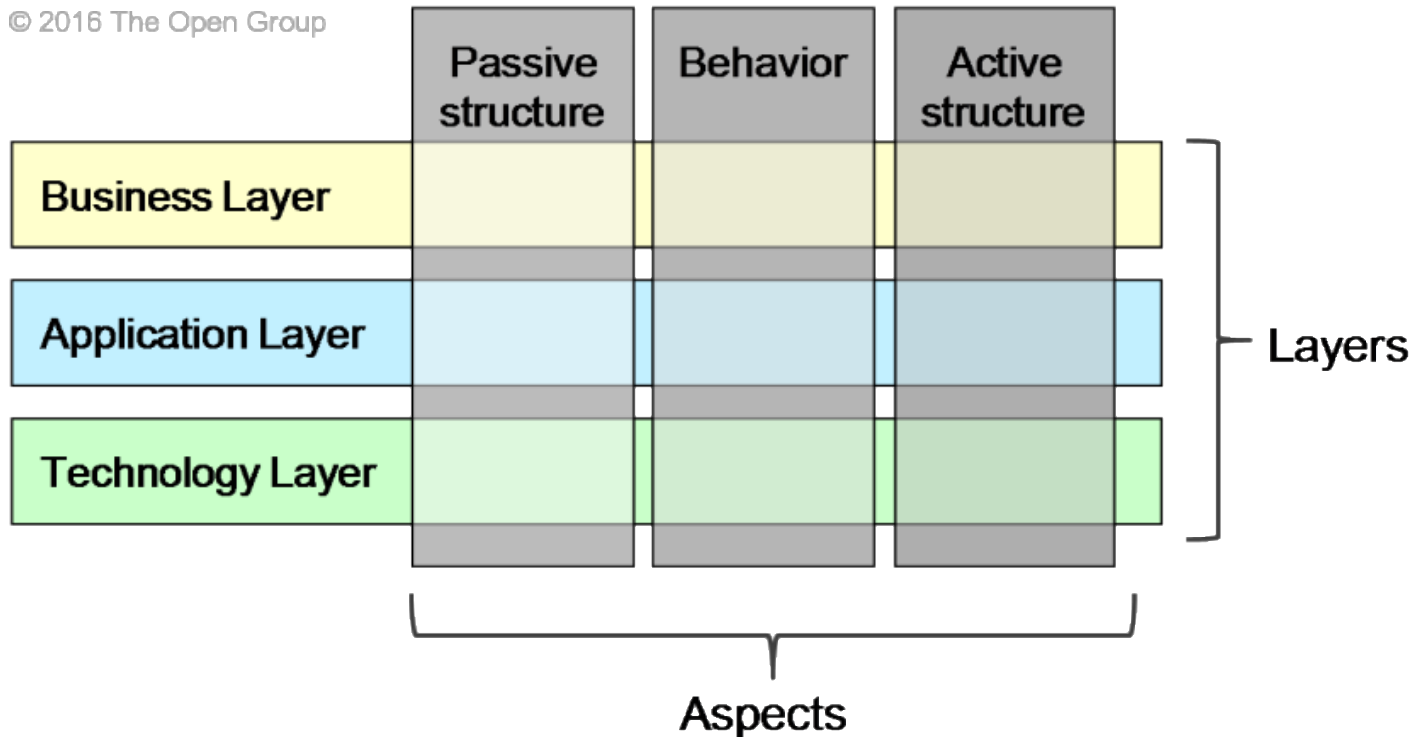 © 2016 The Open Group
Passive
structure
Behavior
Active
structure
Business Layer
Application Layer
Technology Layer
Layers
Aspects